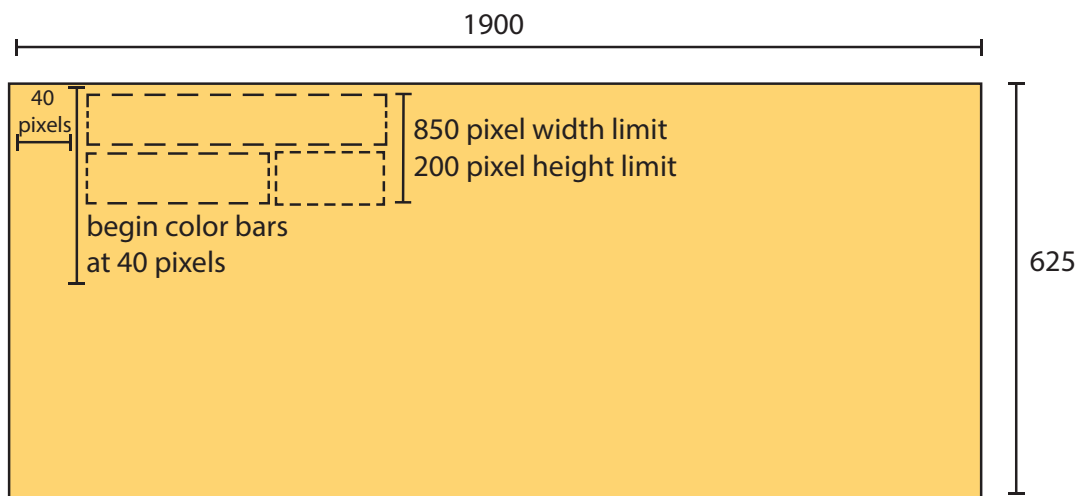 1900
40
pixels
850 pixel width limit
200 pixel height limit
begin color bars
at 40 pixels
625